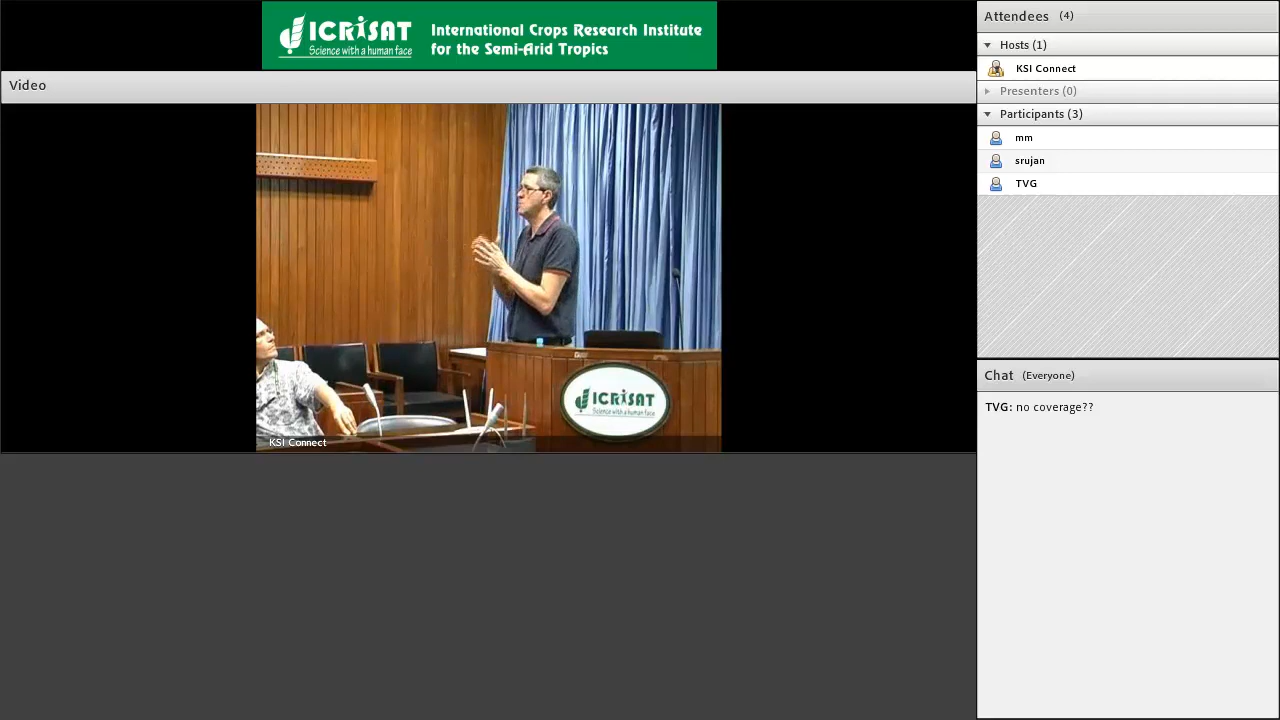 ICRISAT
Science with a human face
International Crops Research Institute
for the Semi-Arid Tropics
Video
ICRISAT
Science with a human face
KSI Connect
Attendees (4)
Hosts (1)
KSI Connect
Presenters (0)
Participants (3)
mm
srujan
TVG
Chat (Everyone)
TVG: no coverage??